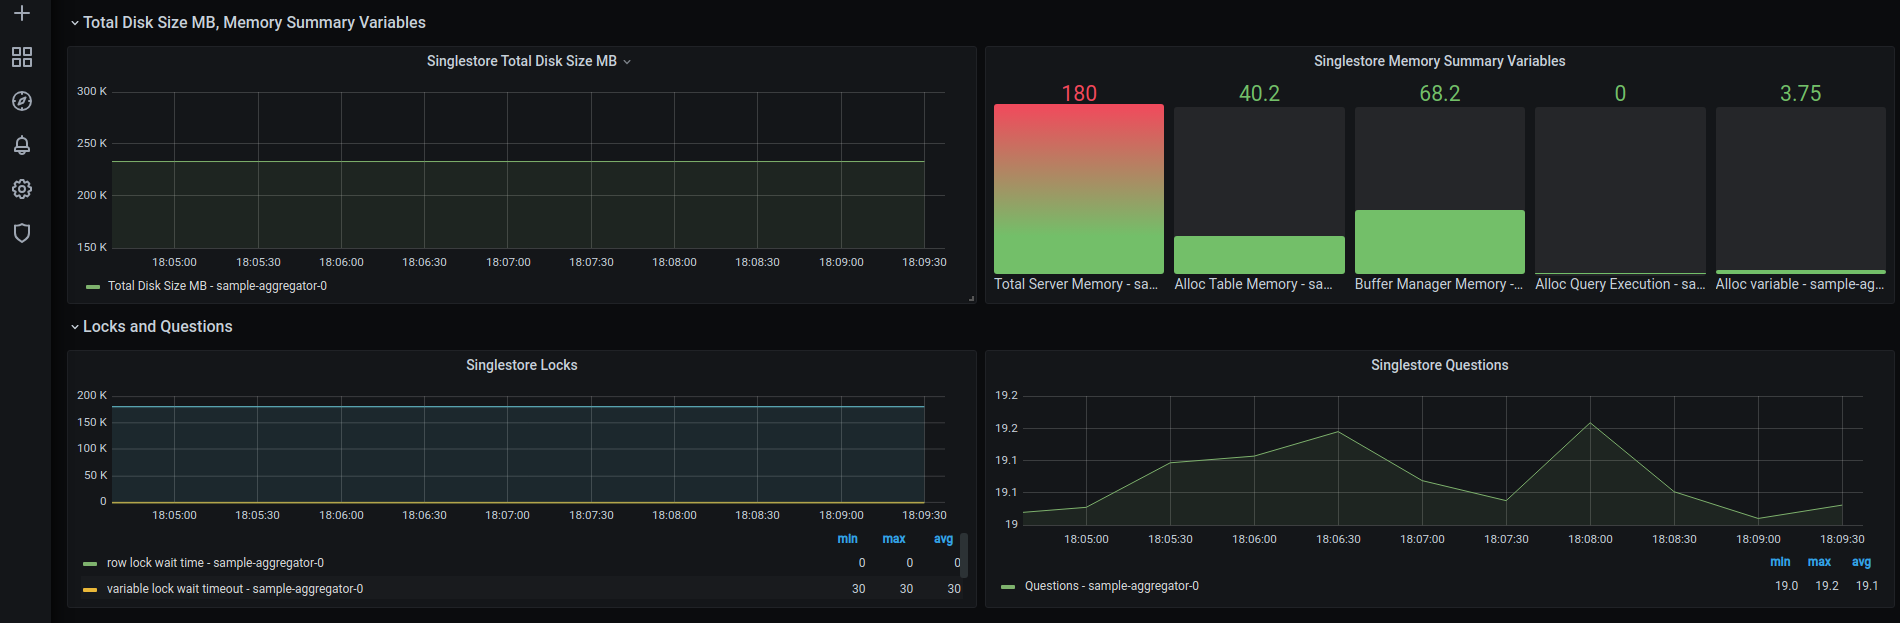 Total Disk Size MB, Memory Summary Variables
Singlestore Total Disk Size MB
300 K
250 K
200 K
150 K
18:05:00 18:05:30 18:06:00 18:06:30 18:07:00 18:07:30 18:08:00 18:08:30 18:09:00 18:09:30
Total Disk Size MB - sample-aggregator-0
Singlestore Memory Summary Variables
180 40.2 68.2 0 3.75
Total Server Memory - sa... Alloc Table Memory - sa... Buffer Manager Memory -... Alloc Query Execution - sa... Alloc variable - sample-ag...
Locks and Questions
Singlestore Locks
200 K
150 K
100 K
50 K
0
18:05:00 18:05:30 18:06:00 18:06:30 18:07:00 18:07:30 18:08:00 18:08:30 18:09:00 18:09:30
min max avg
row lock wait time - sample-aggregator-0 0 0 0
variable lock wait timeout - sample-aggregator-0 30 30 30
Singlestore Questions
19.2
19.2
19.1
19.1
19
18:05:00 18:05:30 18:06:00 18:06:30 18:07:00 18:07:30 18:08:00 18:08:30 18:09:00 18:09:30
min max avg
Questions - sample-aggregator-0 19.0 19.2 19.1